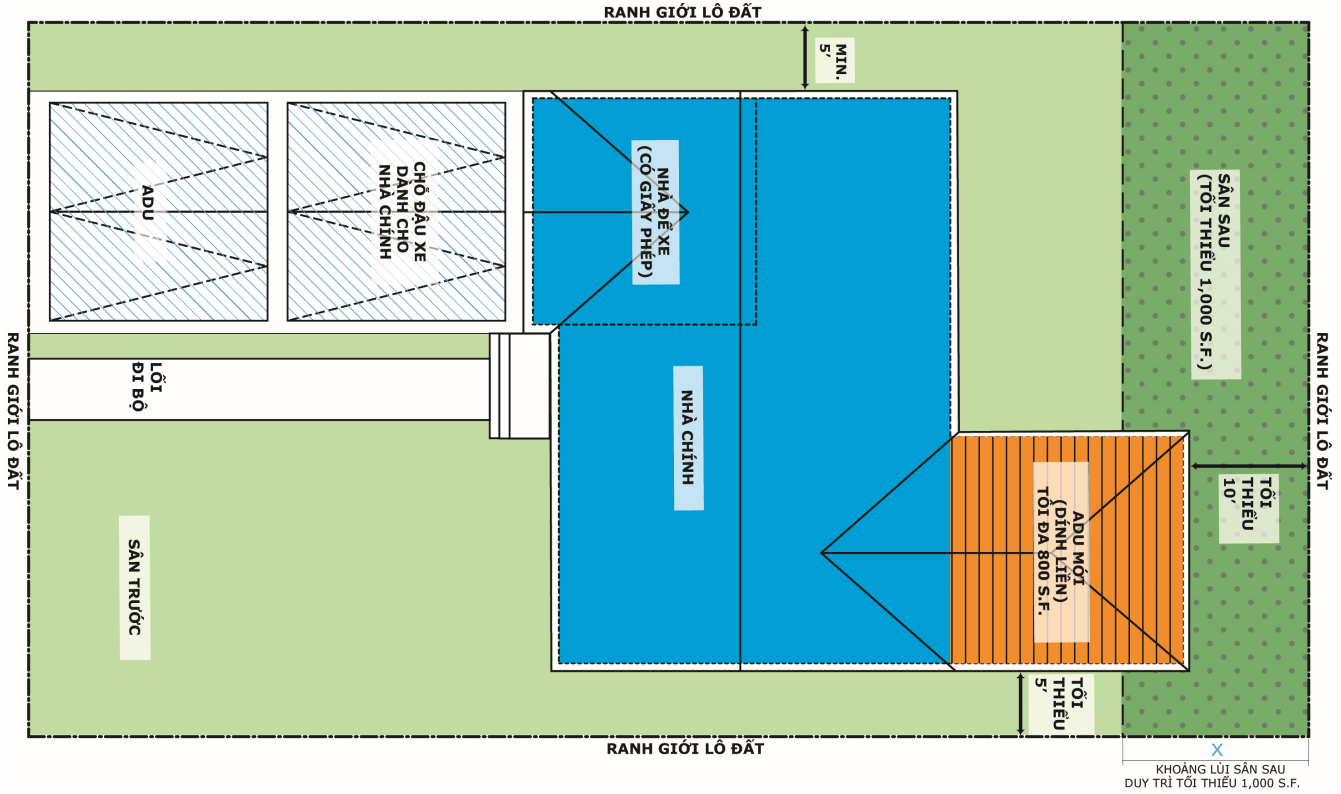 RANH GIỚI LÔ ĐẤT
MIN.
5’
SÂN SAU
(TỐI THIỂU 1,000 S.F.)
NHÀ ĐỂ XE
(CÓ GIẤY PHÉP)
CHỖ ĐẬU XE
DÀNH CHO
NHÀ CHÍNH
ADU
RANH GIỚI LÔ ĐẤT
LỐI
ĐI BỘ
NHÀ CHÍNH
RANH GIỚI LÔ ĐẤT
TỐI
THIỂU
10’
ADU MỚI
(DÍNH LIỀN)
TỐI ĐA 800 S.F.
SÂN TRƯỚC
TỐI
THIỂU
5’
RANH GIỚI LÔ ĐẤT
X
KHOẢNG LÙI SÂN SAU
DUY TRÌ TỐI THIỂU 1,000 S.F.